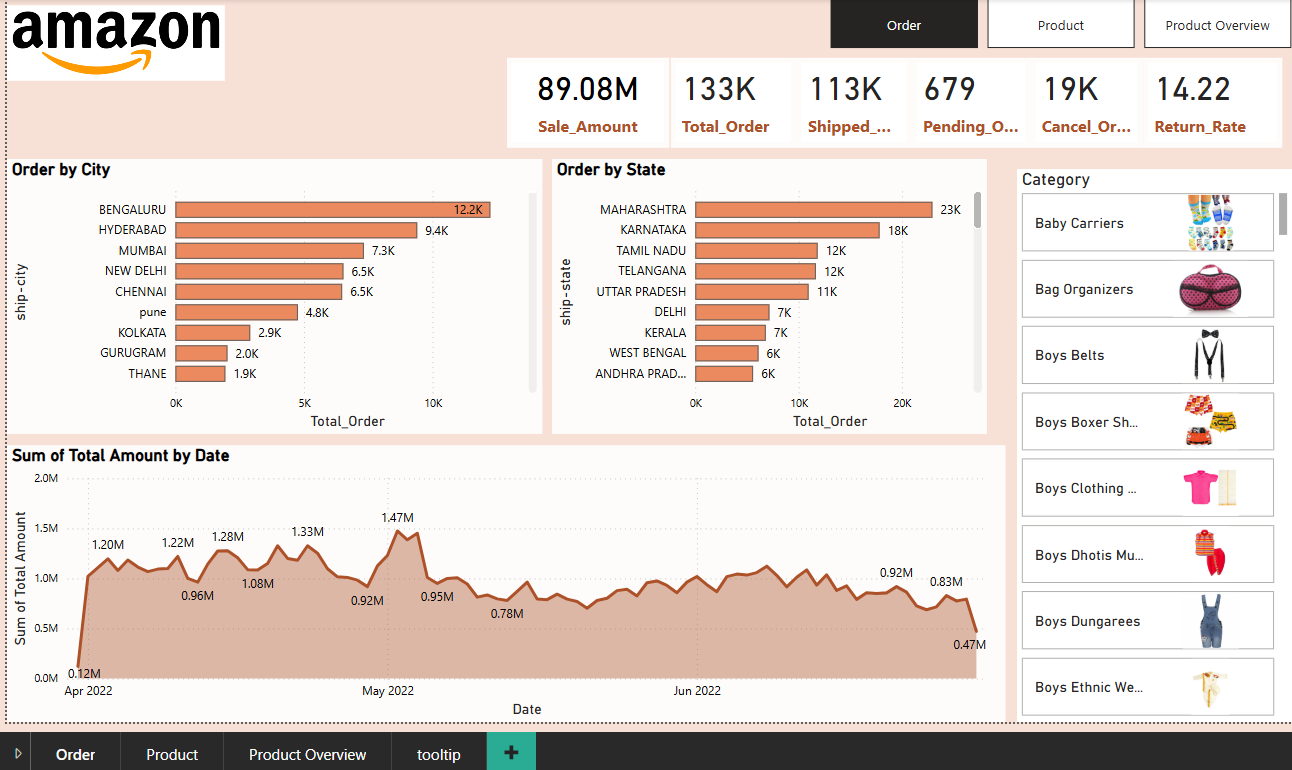 amazon
Order
Product
Product Overview
89.08M
Sale_Amount
133K
Total_Order
113K
Shipped_...
679
Pending_O...
19K
Cancel_Or...
14.22
Return_Rate
Order by City
ship-city
BENGALURU 12.2K
HYDERABAD 9.4K
MUMBAI 7.3K
NEW DELHI 6.5K
CHENNAI 6.5K
pune 4.8K
KOLKATA 2.9K
GURUGRAM 2.0K
THANE 1.9K
0K 5K 10K
Total_Order
Order by State
ship-state
MAHARASHTRA 23K
KARNATAKA 18K
TAMIL NADU 12K
TELANGANA 12K
UTTAR PRADESH 11K
DELHI 7K
KERALA 7K
WEST BENGAL 6K
ANDHRA PRAD... 6K
0K 10K 20K
Total_Order
Category
Baby Carriers
Bag Organizers
Boys Belts
Boys Boxer Sh...
Boys Clothing ...
Boys Dhotis Mu...
Boys Dungarees
Boys Ethnic We...
Sum of Total Amount by Date
Sum of Total Amount
2.0M
1.5M
1.0M
0.5M
0.0M
0.12M
1.20M
1.22M
0.96M
1.28M
1.08M
1.33M
0.92M
1.47M
0.95M
0.78M
0.92M
0.83M
0.47M
Apr 2022 May 2022 Jun 2022
Date
Order
Product
Product Overview
tooltip
+